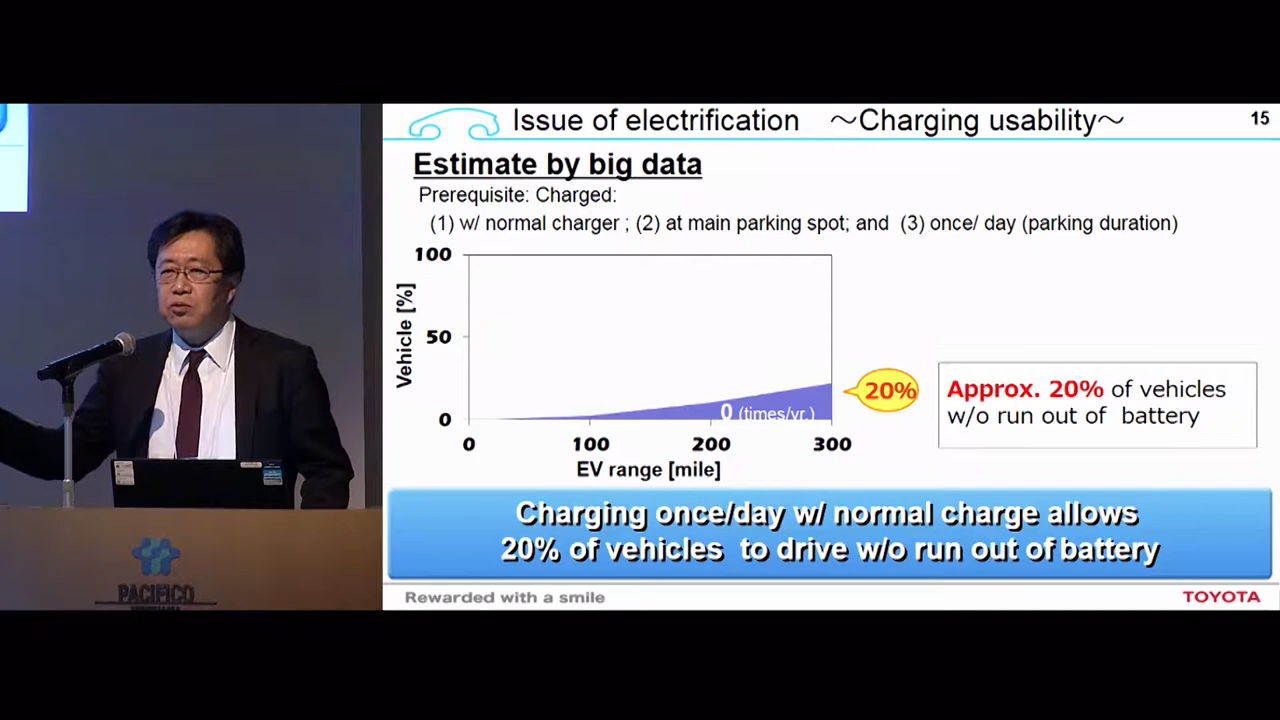 Issue of electrification ～Charging usability～
15
Estimate by big data
Prerequisite: Charged:
(1) w/ normal charger ; (2) at main parking spot; and (3) once/ day (parking duration)
Vehicle [%]
100
50
0
0 (times/yr.)
0 100 200 300
EV range [mile]
20%
Approx. 20% of vehicles
w/o run out of battery
Charging once/day w/ normal charge allows
20% of vehicles to drive w/o run out of battery
Rewarded with a smile
TOYOTA
PACIFICO